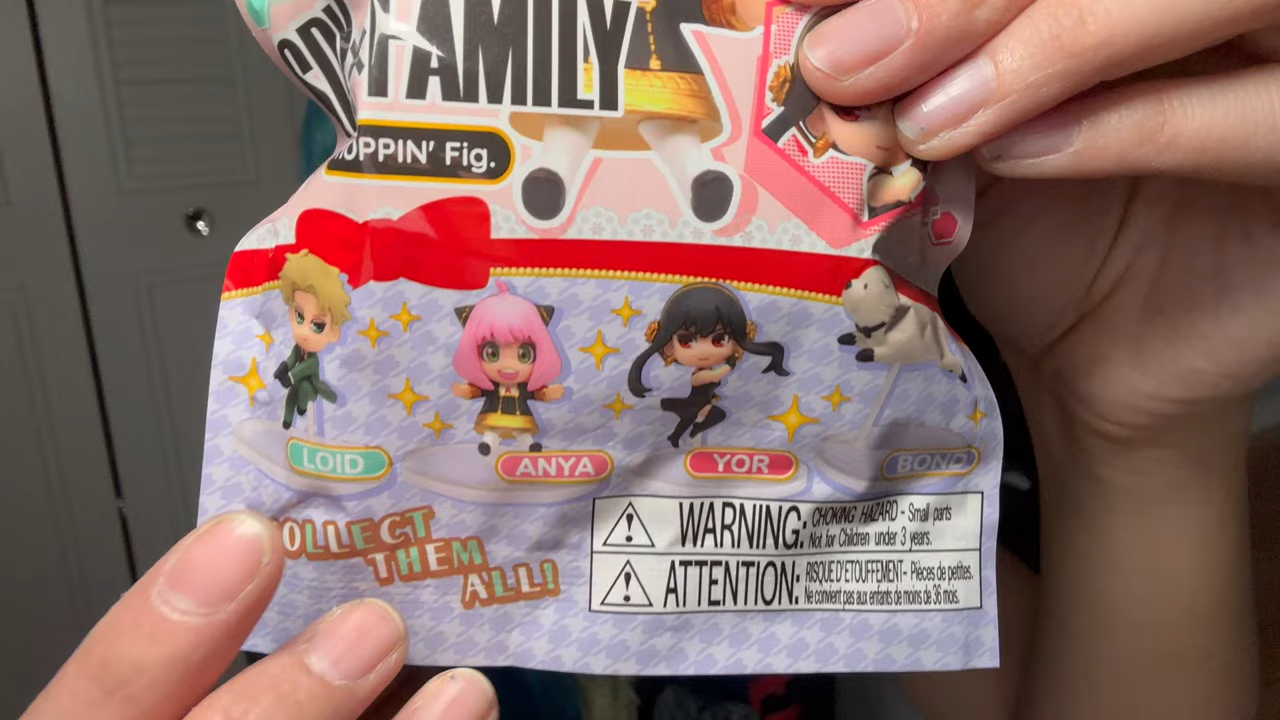 SPY×
FAMILY
OPPIN' Fig.
LOID
ANYA
YOR
BOND
OLLECT
THEM
ALL!
WARNING: CHOKING HAZARD - Small parts
Not for Children under 3 years.
ATTENTION: RISQUE D'ETOUFFEMENT- Pièces de petites.
Ne convient pas aux enfants de moins de 36 mois.